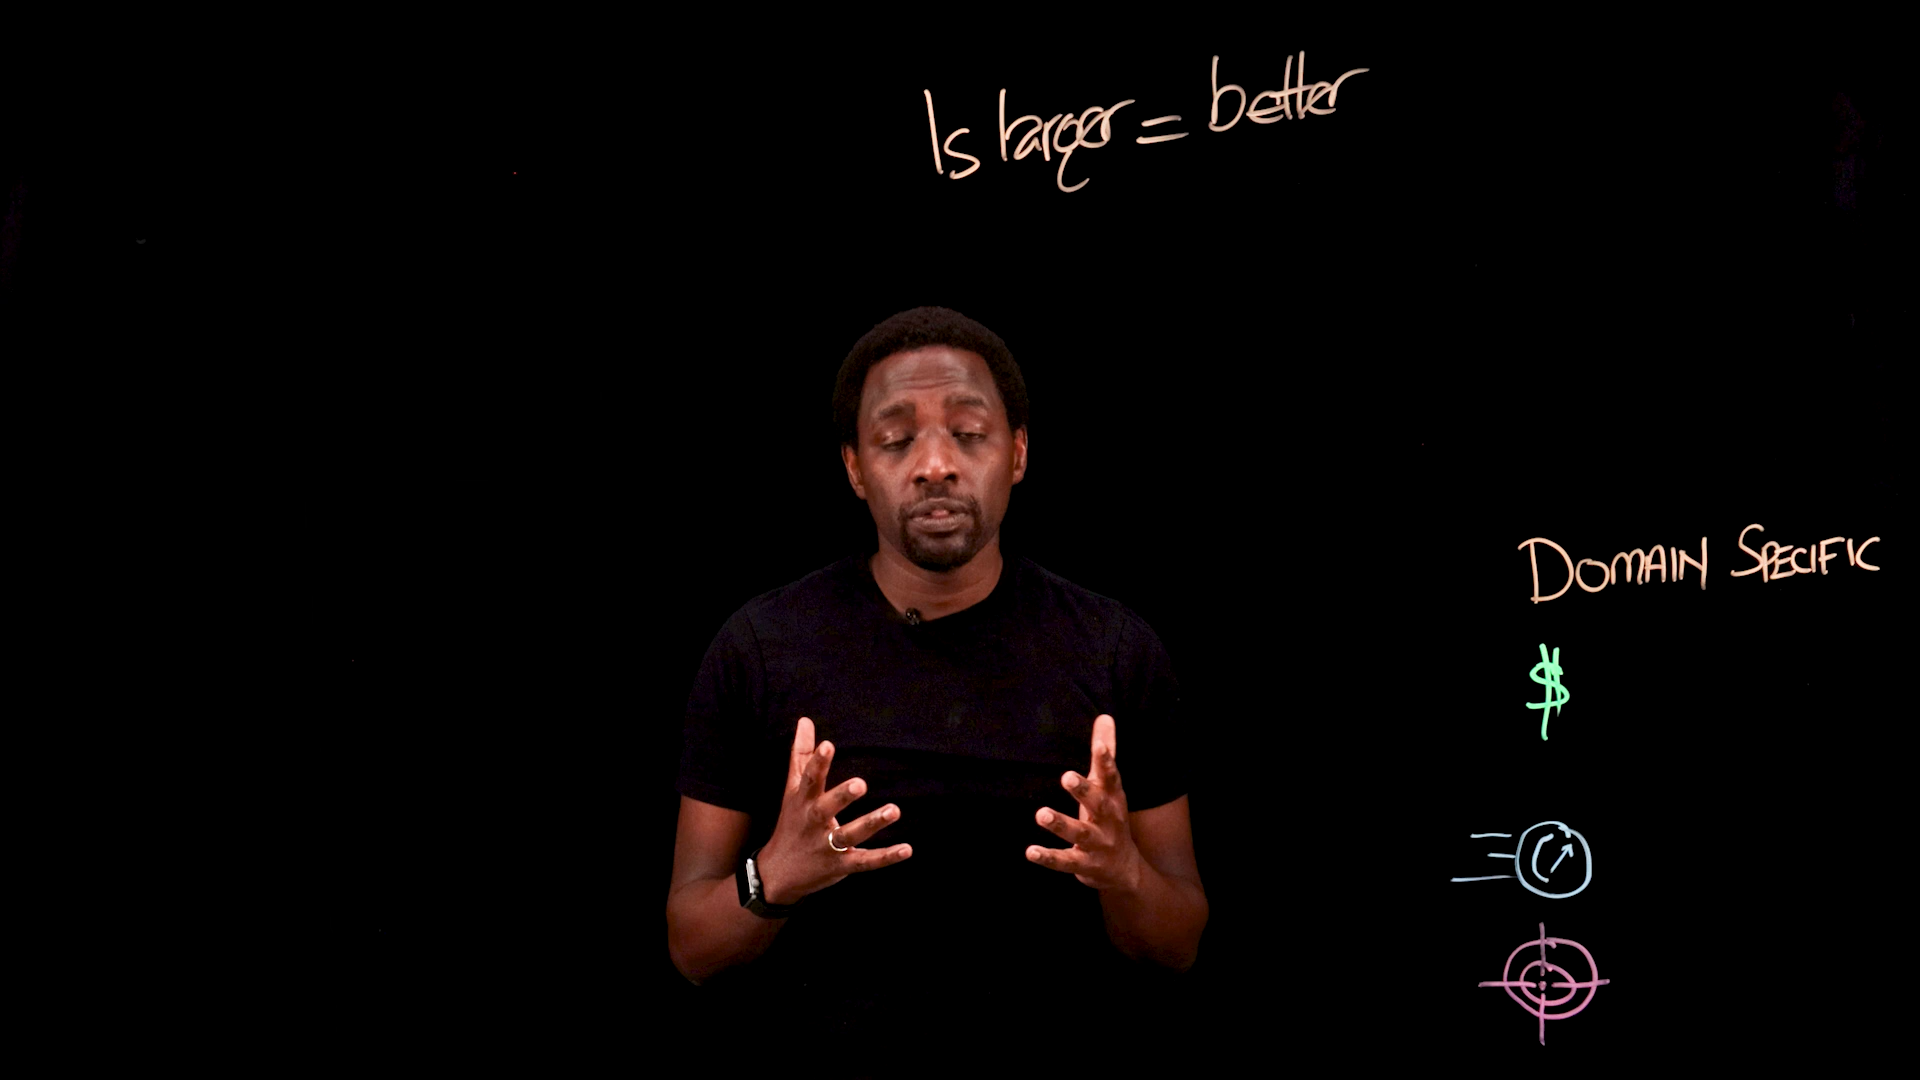 Is larger = better
DOMAIN SPECIFIC
$